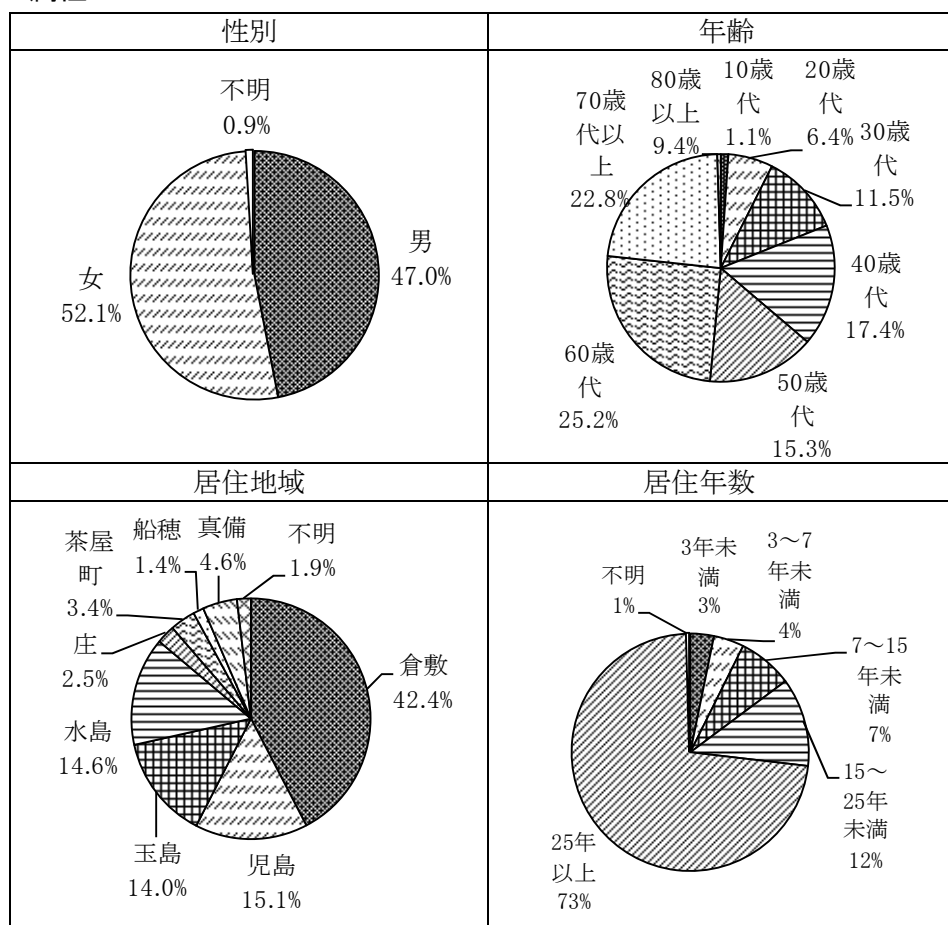 性別
年齢
不明
0.9%
男
47.0%
女
52.1%
10歳
代
1.1%
20歳
代
6.4%
30歳
代
11.5%
40歳
代
17.4%
50歳
代
15.3%
60歳
代
25.2%
70歳
代以
上
22.8%
80歳
以上
9.4%
居住地域
居住年数
倉敷
42.4%
児島
15.1%
玉島
14.0%
水島
14.6%
庄
2.5%
茶屋
町
3.4%
船穂
1.4%
真備
4.6%
不明
1.9%
3年未
満
3%
3～7
年未
満
4%
7～15
年未
満
7%
15～
25年
未満
12%
25年
以上
73%
不明
1%